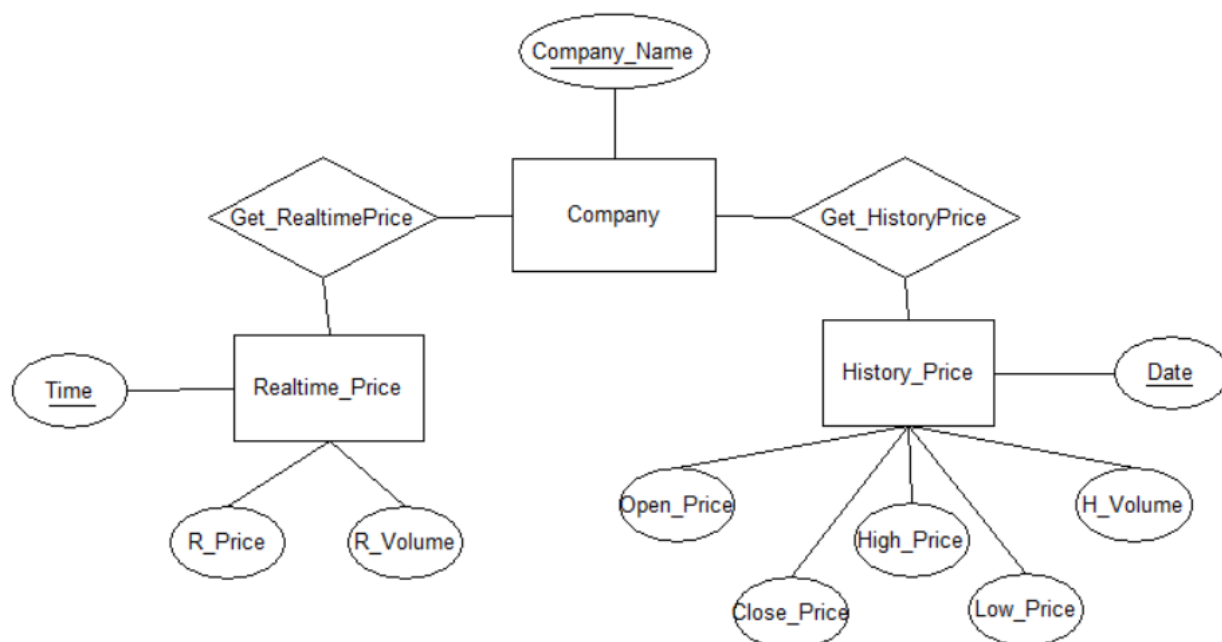 Company_Name
Get_RealtimePrice
Company
Get_HistoryPrice
Time
Realtime_Price
History_Price
Date
R_Price
R_Volume
Open_Price
Close_Price
High_Price
Low_Price
H_Volume